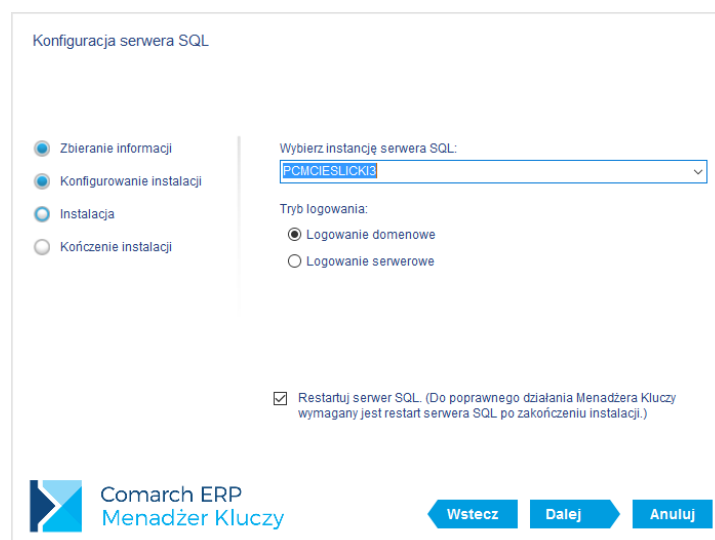 Konfiguracja serwera SQL
Zbieranie informacji
Konfigurowanie instalacji
Instalacja
Kończenie instalacji
Wybierz instancję serwera SQL:
PCMCIESLICKI3
Tryb logowania:
Logowanie domenowe
Logowanie serwerowe
Restartuj serwer SQL. (Do poprawnego działania Menadżera Kluczy
wymagany jest restart serwera SQL po zakończeniu instalacji.)
Comarch ERP
Menadżer Kluczy
Wstecz
Dalej
Anuluj